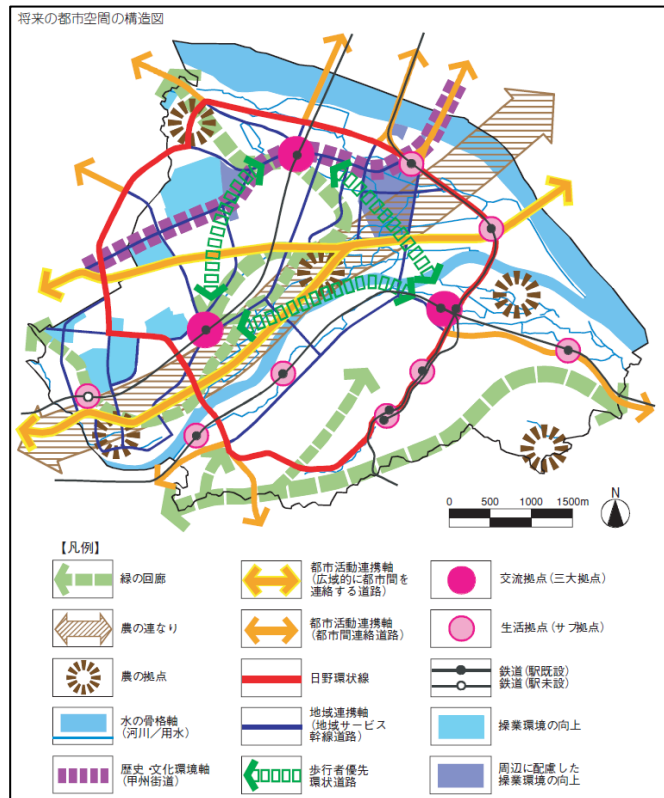 将来の都市空間の構造図
0 500 1000 1500m
N
【凡例】
緑の回廊
農の連なり
農の拠点
水の骨格軸
(河川/用水)
歴史・文化環境軸
(甲州街道)
都市活動連携軸
(広域的に都市間を
連絡する道路)
都市活動連携軸
(都市間連絡道路)
日野環状線
地域連携軸
(地域サービス
幹線道路)
歩行者優先
環状道路
交流拠点(三大拠点)
生活拠点(サブ拠点)
鉄道(駅既設)
鉄道(駅未設)
操業環境の向上
周辺に配慮した
操業環境の向上